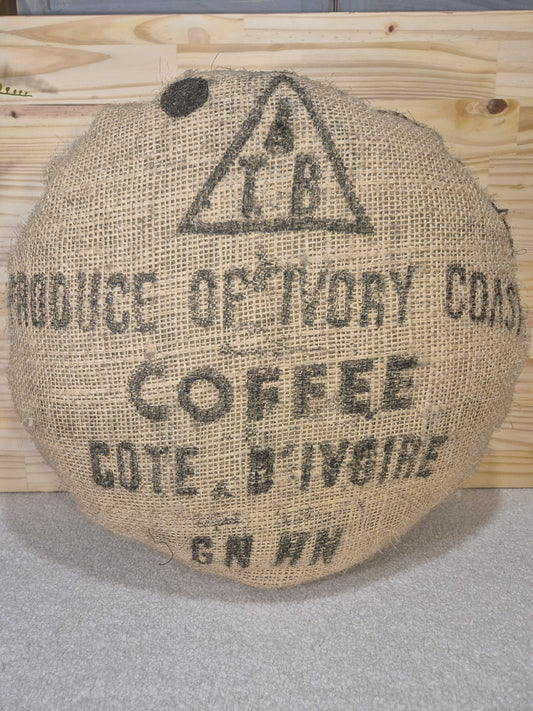 A
T B
PRODUCE OF IVORY COAST
COFFEE
COTE D'IVOIRE
GN HN